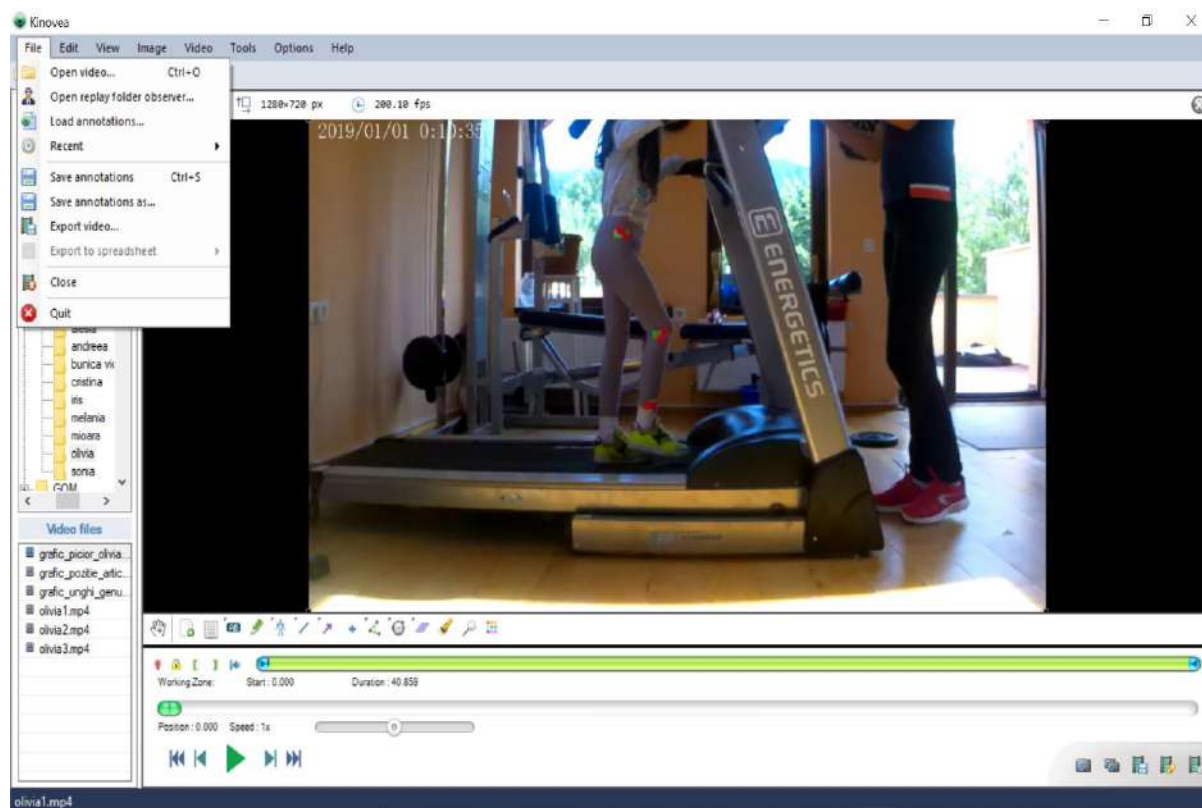 Kinovea
File Edit View Image Video Tools Options Help
Open video... Ctrl+O
Open replay folder observer...
Load annotations...
Recent
Save annotations Ctrl+S
Save annotations as...
Export video...
Export to spreadsheet
Close
Quit
1280×720 px 200.10 fps
2019/01/01 0:10:35
ENERGETICS
andreea
bunica vic
cristina
iris
melania
mioara
olivia
sonia
GOM
Video files
grafic_picior_olivia...
grafic_pozitie_artic...
grafic_unghi_genu...
olivia1.mp4
olivia2.mp4
olivia3.mp4
Working Zone: Start : 0.000 Duration : 40.859
Position : 0.000 Speed : 1x
olivia1.mp4